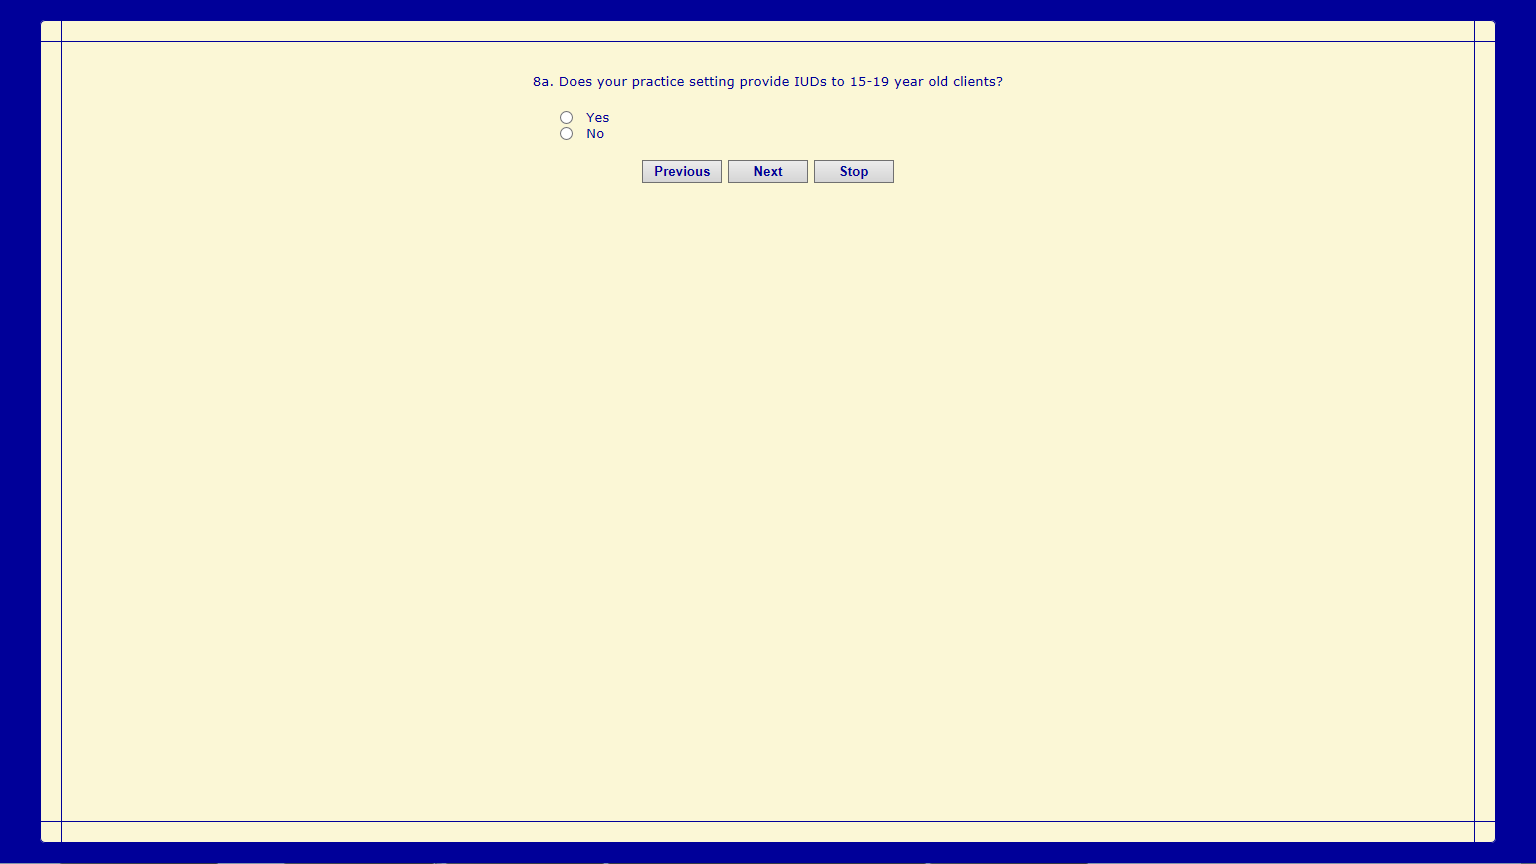 8a. Does your practice setting provide IUDs to 15-19 year old clients?
Yes
No
Previous Next Stop